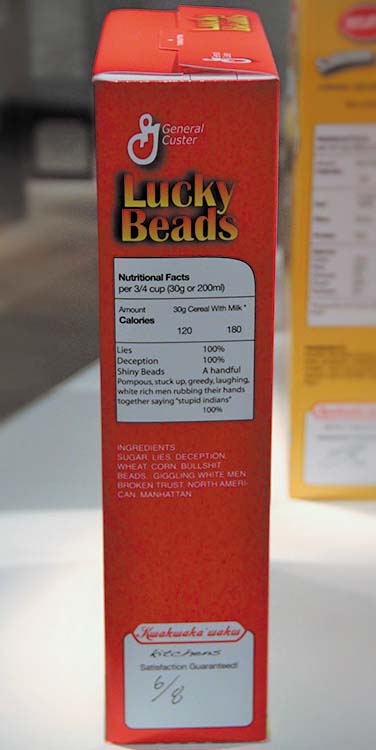 General
Custer
Lucky
Beads
Nutritional Facts
per 3/4 cup (30g or 200ml)
Amount 30g Cereal With Milk *
Calories
120 180
Lies 100%
Deception 100%
Shiny Beads A handful
Pompous, stuck up, greedy, laughing,
white rich men rubbing their hands
together saying "stupid indians"
100%
INGREDIENTS
SUGAR, LIES, DECEPTION,
WHEAT, CORN, BULLSHIT,
BEADS, GIGGLING WHITE MEN,
BROKEN TRUST, NORTH AMERI-
CAN, MANHATTAN
Kwakwaka'wakw
Kitchens
Satisfaction Guaranteed!
6/8